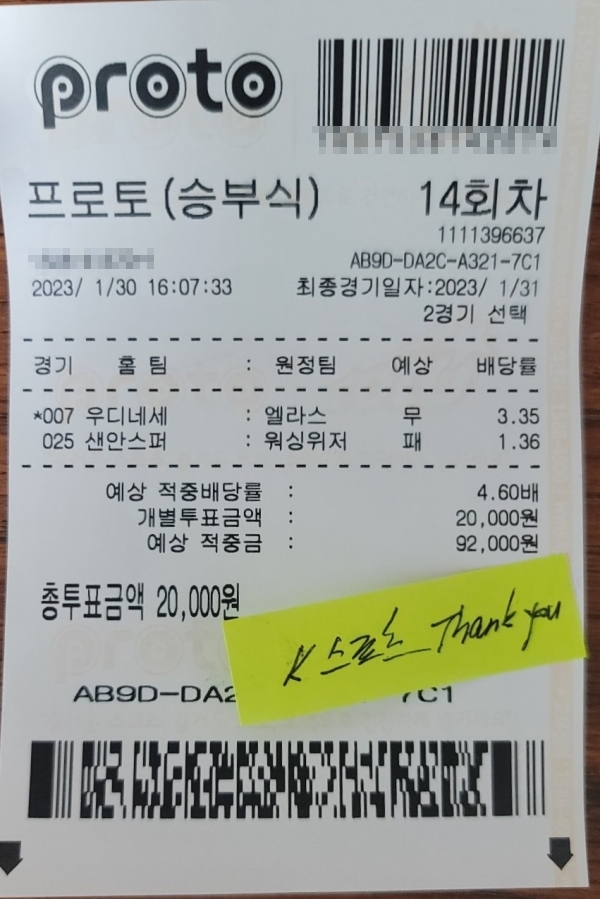 proto
프로토(승부식) 14회차
1111396637
AB9D-DA2C-A321-7C1
2023/ 1/30 16:07:33 최종경기일자:2023/ 1/31
2경기 선택
경기 홈 팀 : 원정팀 예상 배당률
*007 우디네세 : 엘라스 무 3.35
025 샌안스퍼 : 워싱위저 패 1.36
예상 적중배당률 : 4.60배
개별투표금액 : 20,000원
예상 적중금 : 92,000원
총투표금액 20,000원
K 스포츠 Thank you
AB9D-DA2 7C1